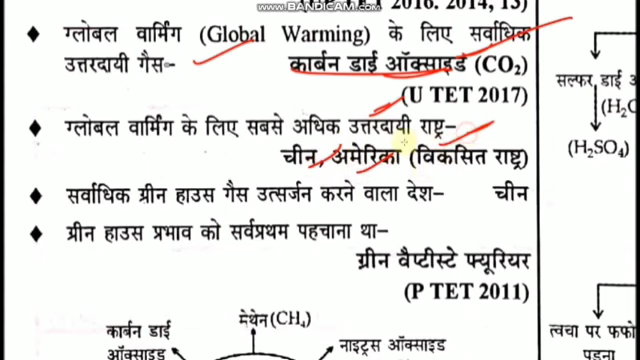 WWW.BANDICAM.COM
2016. 2014, 13)
♦ ग्लोबल वार्मिंग (Global Warming) के लिए सर्वाधिक
उत्तरदायी गैस- कार्बन डाई ऑक्साइड (CO₂)
(U TET 2017)
♦ ग्लोबल वार्मिंग के लिए सबसे अधिक उत्तरदायी राष्ट्र-
चीन, अमेरिका (विकसित राष्ट्र)
♦ सर्वाधिक ग्रीन हाउस गैस उत्सर्जन करने वाला देश- चीन
♦ ग्रीन हाउस प्रभाव को सर्वप्रथम पहचाना था-
ग्रीन वैप्टीस्टे फ्यूरियर
(P TET 2011)
कार्बन डाई
ऑक्साइड
मेथेन(CH₄)
नाइट्रस ऑक्साइड
सल्फर डाई
(H₂SO₄)
त्वचा पर फफो
पड़ना